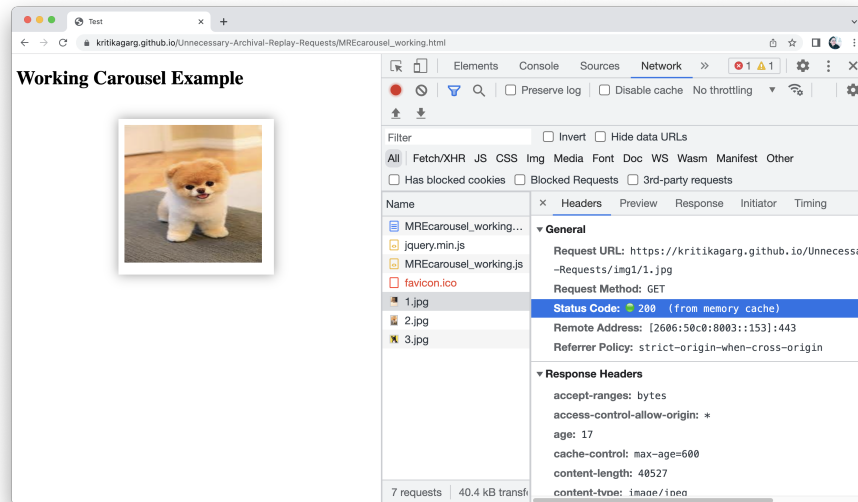 Test
kritikagarg.github.io/Unnecessary-Archival-Replay-Requests/MREcarousel_working.html
Working Carousel Example
Elements Console Sources Network 1 1
Preserve log Disable cache No throttling
Filter Invert Hide data URLs
All Fetch/XHR JS CSS Img Media Font Doc WS Wasm Manifest Other
Has blocked cookies Blocked Requests 3rd-party requests
Name
MREcarousel_working...
jquery.min.js
MREcarousel_working.js
favicon.ico
1.jpg
2.jpg
3.jpg
7 requests 40.4 kB transf
Headers Preview Response Initiator Timing
General
Request URL: https://kritikagarg.github.io/Unnecessa
-Requests/img1/1.jpg
Request Method: GET
Status Code: 200 (from memory cache)
Remote Address: [2606:50c0:8003::153]:443
Referrer Policy: strict-origin-when-cross-origin
Response Headers
accept-ranges: bytes
access-control-allow-origin: *
age: 17
cache-control: max-age=600
content-length: 40527
content-type: image/jpeg